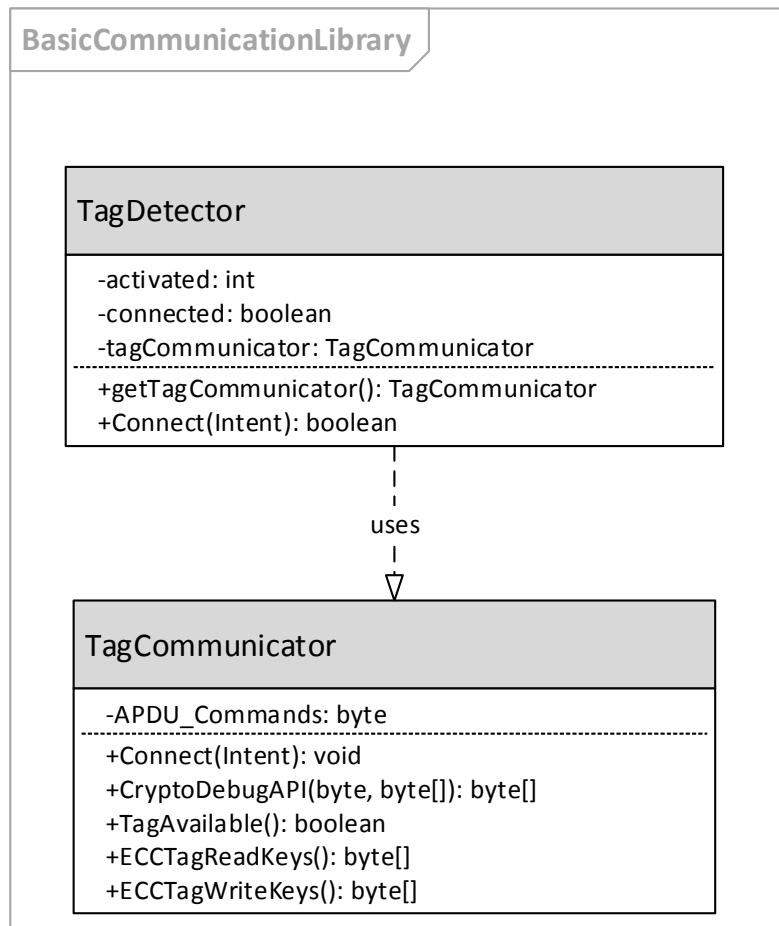 BasicCommunicationLibrary
TagDetector
-activated: int
-connected: boolean
-tagCommunicator: TagCommunicator
+getTagCommunicator(): TagCommunicator
+Connect(Intent): boolean
uses
TagCommunicator
-APDU_Commands: byte
+Connect(Intent): void
+CryptoDebugAPI(byte, byte[]): byte[]
+TagAvailable(): boolean
+ECCTagReadKeys(): byte[]
+ECCTagWriteKeys(): byte[]